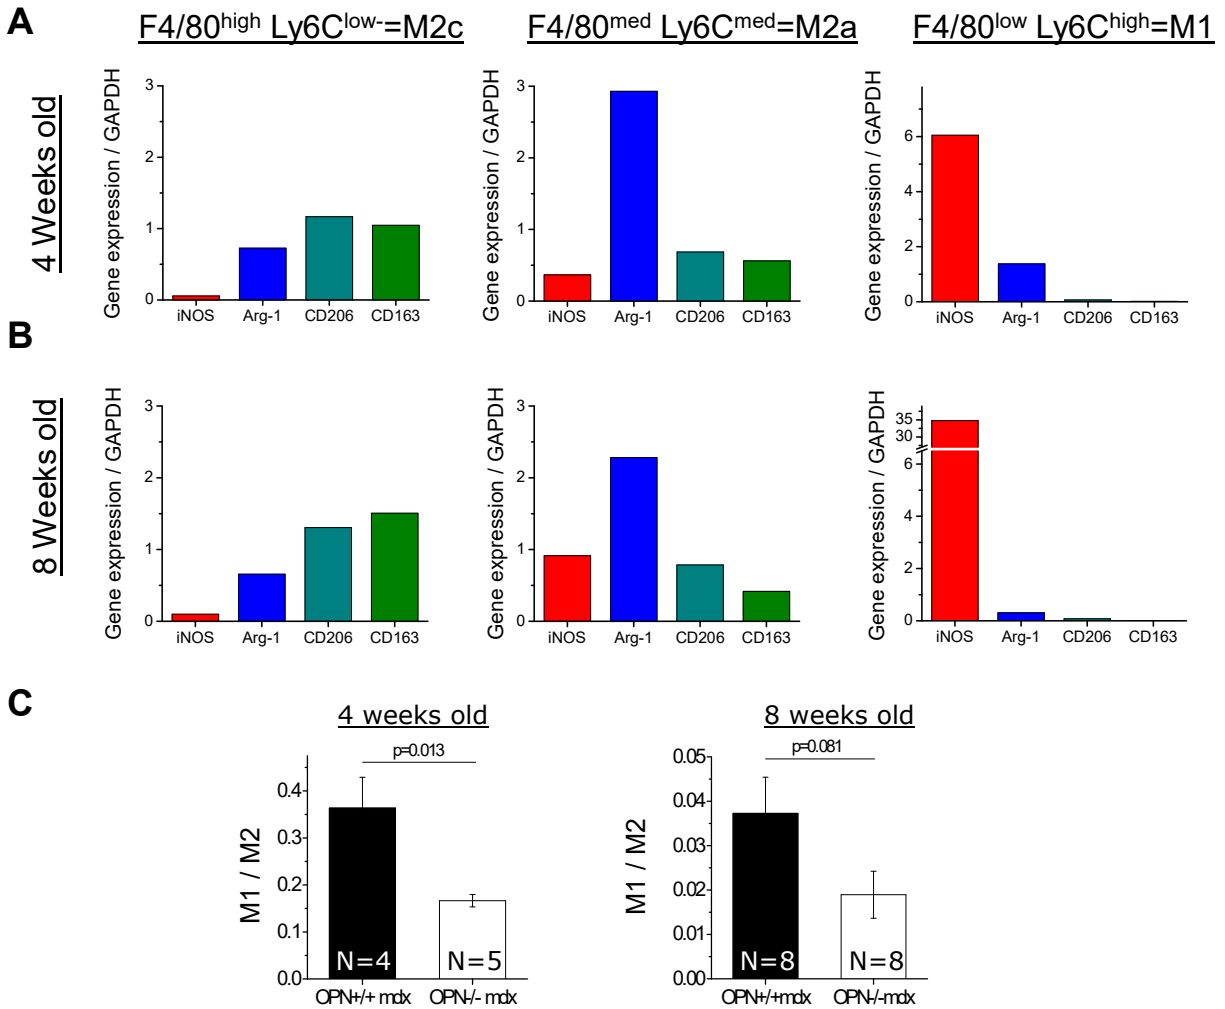 A
F4/80high Ly6Clow-=M2c
F4/80med Ly6Cmed=M2a
F4/80low Ly6Chigh=M1
4 Weeks old
Gene expression / GAPDH
3
2
1
0
iNOS Arg-1 CD206 CD163
Gene expression / GAPDH
3
2
1
0
iNOS Arg-1 CD206 CD163
Gene expression / GAPDH
6
4
2
0
iNOS Arg-1 CD206 CD163
B
8 Weeks old
Gene expression / GAPDH
3
2
1
0
iNOS Arg-1 CD206 CD163
Gene expression / GAPDH
3
2
1
0
iNOS Arg-1 CD206 CD163
Gene expression / GAPDH
35
30
6
4
2
0
iNOS Arg-1 CD206 CD163
C
4 weeks old
p=0.013
M1 / M2
0.4
0.3
0.2
0.1
0.0
N=4 N=5
OPN+/+ mdx OPN-/- mdx
8 weeks old
p=0.081
M1 / M2
0.05
0.04
0.03
0.02
0.01
0.00
N=8 N=8
OPN+/+mdx OPN-/-mdx